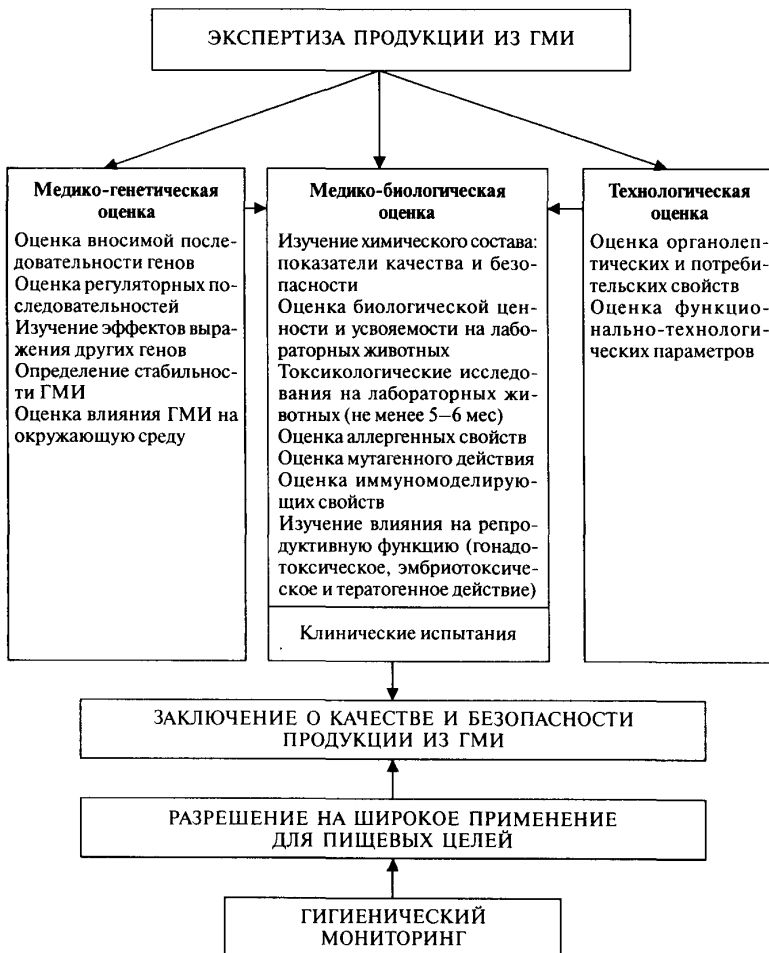 ЭКСПЕРТИЗА ПРОДУКЦИИ ИЗ ГМИ
Медико-генетическая
оценка
Оценка вносимой после-
довательности генов
Оценка регуляторных по-
следовательностей
Изучение эффектов выра-
жения других генов
Определение стабильнос-
ти ГМИ
Оценка влияния ГМИ на
окружающую среду
Медико-биологическая
оценка
Изучение химического состава:
показатели качества и безо-
пасности
Оценка биологической цен-
ности и усвояемости на лабо-
раторных животных
Токсикологические исследо-
вания на лабораторных жи-
вотных (не менее 5–6 мес)
Оценка аллергенных свойств
Оценка мутагенного действия
Оценка иммуномоделирую-
щих свойств
Изучение влияния на репро-
дуктивную функцию (гонадо-
токсическое, эмбриотоксиче-
ское и тератогенное действие)
Клинические испытания
Технологическая
оценка
Оценка органолеп-
тических и потреби-
тельских свойств
Оценка функцио-
нально-технологи-
ческих параметров
ЗАКЛЮЧЕНИЕ О КАЧЕСТВЕ И БЕЗОПАСНОСТИ
ПРОДУКЦИИ ИЗ ГМИ
РАЗРЕШЕНИЕ НА ШИРОКОЕ ПРИМЕНЕНИЕ
ДЛЯ ПИЩЕВЫХ ЦЕЛЕЙ
ГИГИЕНИЧЕСКИЙ
МОНИТОРИНГ